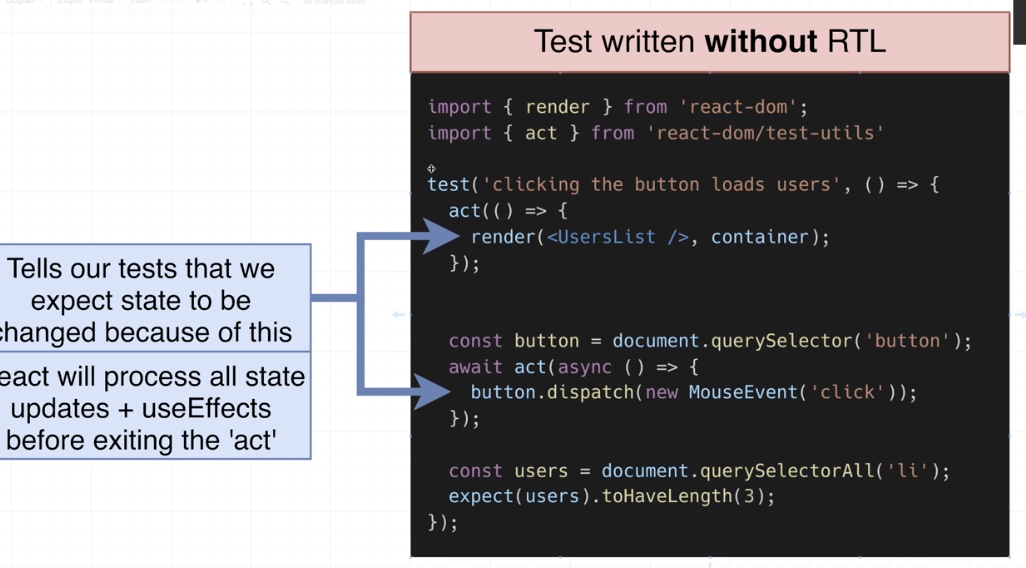 Test written without RTL
import { render } from 'react-dom';
import { act } from 'react-dom/test-utils'
test('clicking the button loads users', () => {
act(() => {
render(<UsersList />, container);
});
const button = document.querySelector('button');
await act(async () => {
button.dispatch(new MouseEvent('click'));
});
const users = document.querySelectorAll('li');
expect(users).toHaveLength(3);
});
Tells our tests that we
expect state to be
changed because of this
eact will process all state
updates + useEffects
before exiting the 'act'